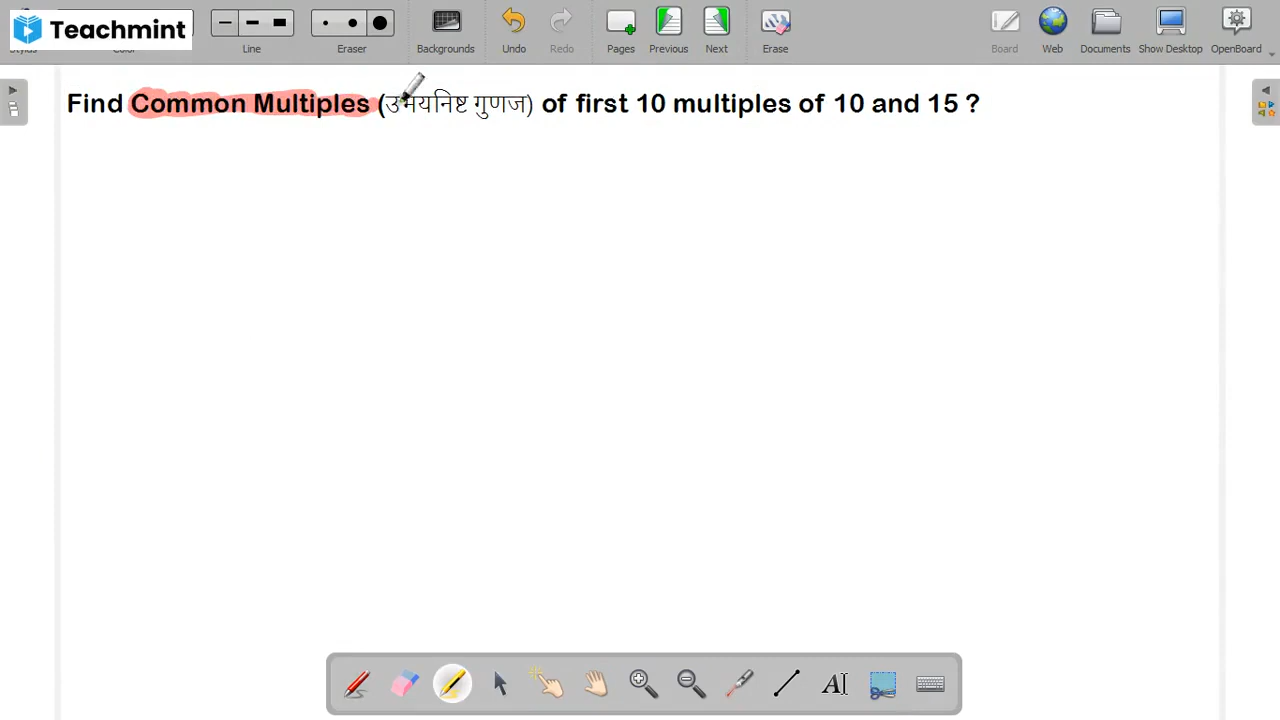 Teachmint
Color
Line
Eraser
Backgrounds
Undo
Redo
Pages
Previous
Next
Erase
Board
Web
Documents
Show Desktop
OpenBoard
Find Common Multiples (उभयनिष्ट गुणज) of first 10 multiples of 10 and 15 ?